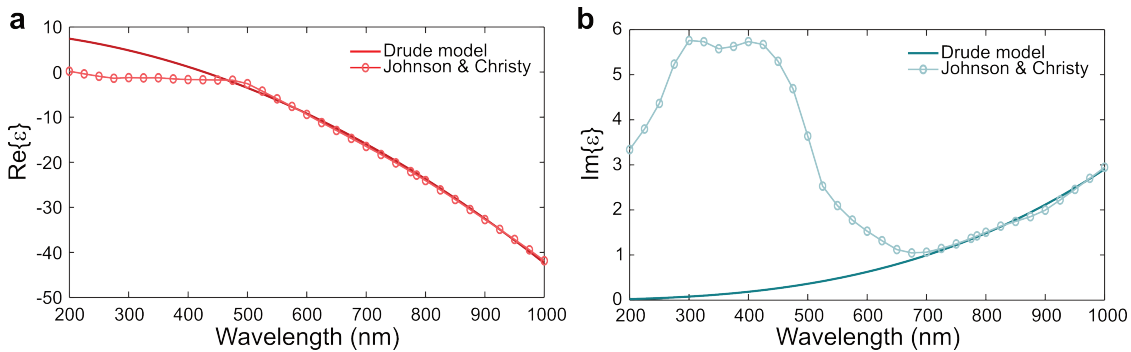 a
10
0
-10
-20
-30
-40
-50
200 300 400 500 600 700 800 900 1000
Re{ε}
Wavelength (nm)
Drude model
Johnson & Christy
b
6
5
4
3
2
1
0
200 300 400 500 600 700 800 900 1000
Im{ε}
Wavelength (nm)
Drude model
Johnson & Christy